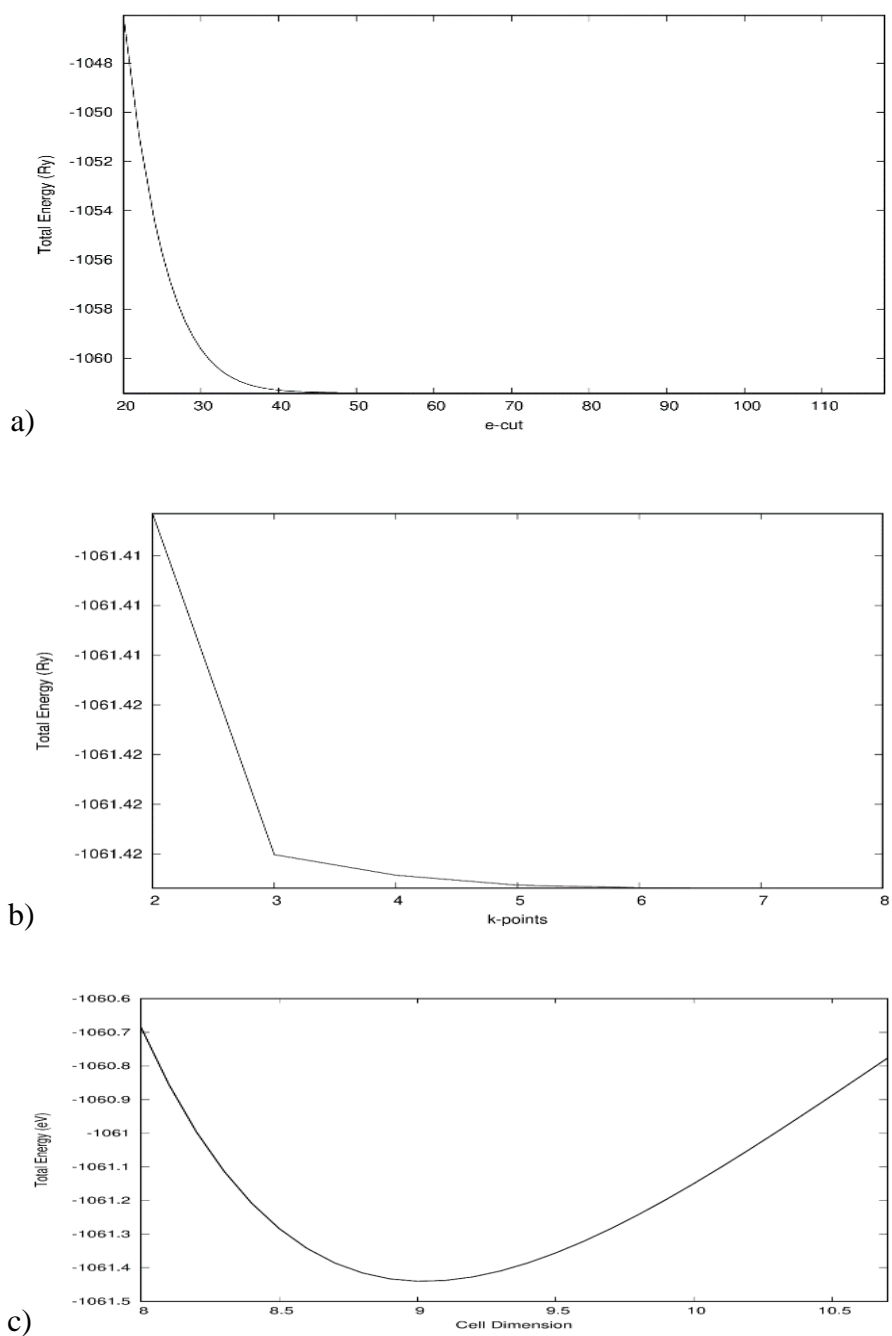 -1048
-1050
-1052
-1054
-1056
-1058
-1060
Total Energy (Ry)
20 30 40 50 60 70 80 90 100 110
e-cut
a)
-1061.41
-1061.41
-1061.41
-1061.42
-1061.42
-1061.42
-1061.42
Total Energy (Ry)
2 3 4 5 6 7 8
k-points
b)
-1060.6
-1060.7
-1060.8
-1060.9
-1061
-1061.1
-1061.2
-1061.3
-1061.4
-1061.5
Total Energy (eV)
8 8.5 9 9.5 10 10.5
Cell Dimension
c)